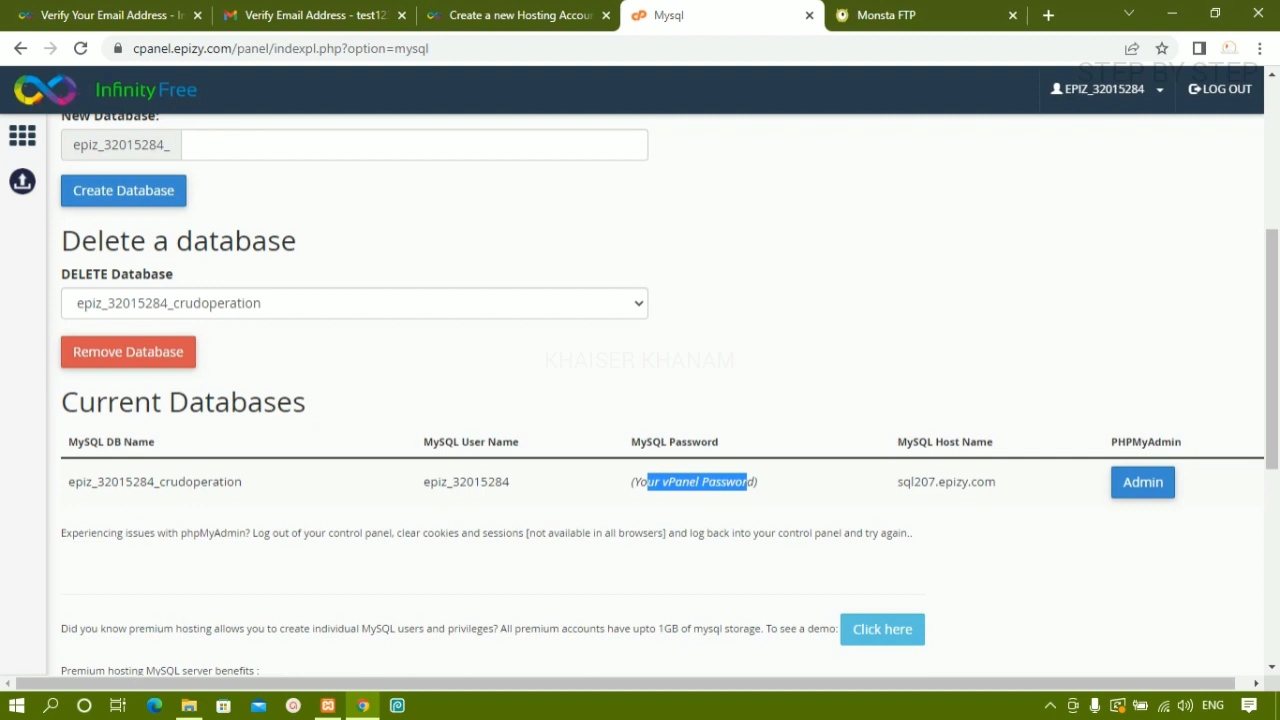 Verify Your Email Address - In
Verify Email Address - test12
Create a new Hosting Accou
Mysql
Monsta FTP
cpanel.epizy.com/panel/indexpl.php?option=mysql
STEP BY STEP
InfinityFree
EPIZ_32015284
LOG OUT
New Database:
epiz_32015284_
Create Database
Delete a database
DELETE Database
epiz_32015284_crudoperation
Remove Database
KHAISER KHANAM
Current Databases
MySQL DB Name MySQL User Name MySQL Password MySQL Host Name PHPMyAdmin
epiz_32015284_crudoperation epiz_32015284 (Your vPanel Password) sql207.epizy.com Admin
Experiencing issues with phpMyAdmin? Log out of your control panel, clear cookies and sessions [not available in all browsers] and log back into your control panel and try again..
Did you know premium hosting allows you to create individual MySQL users and privileges? All premium accounts have upto 1GB of mysql storage. To see a demo: Click here
Premium hosting MySQL server benefits :
ENG